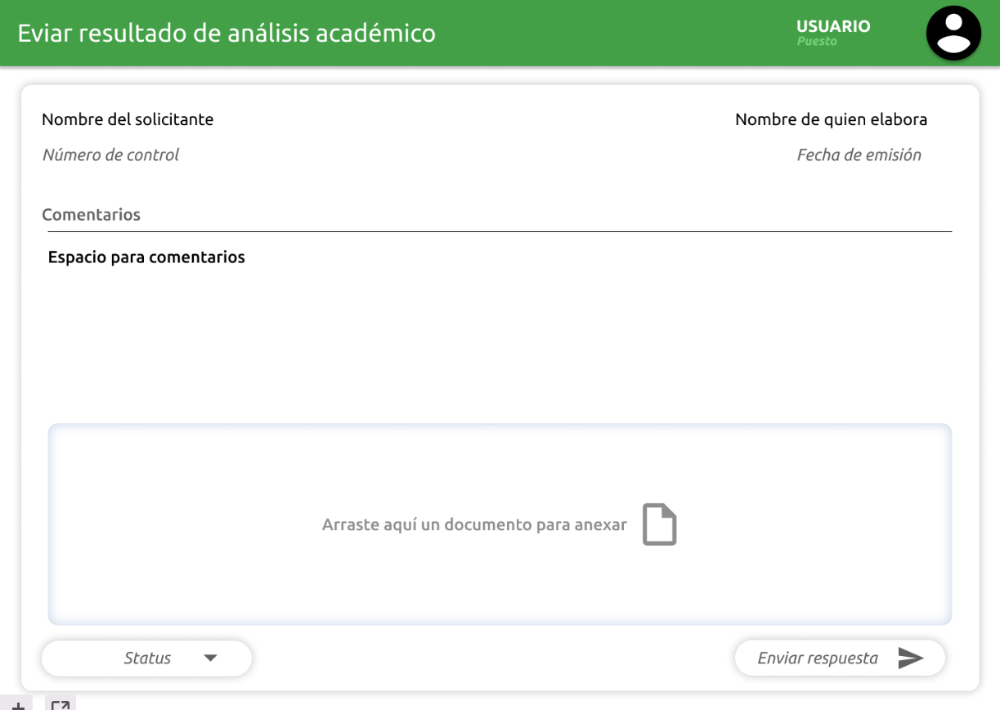 Eviar resultado de análisis académico
USUARIO
Puesto
Nombre del solicitante
Nombre de quien elabora
Número de control
Fecha de emisión
Comentarios
Espacio para comentarios
Arraste aquí un documento para anexar
Status
Enviar respuesta